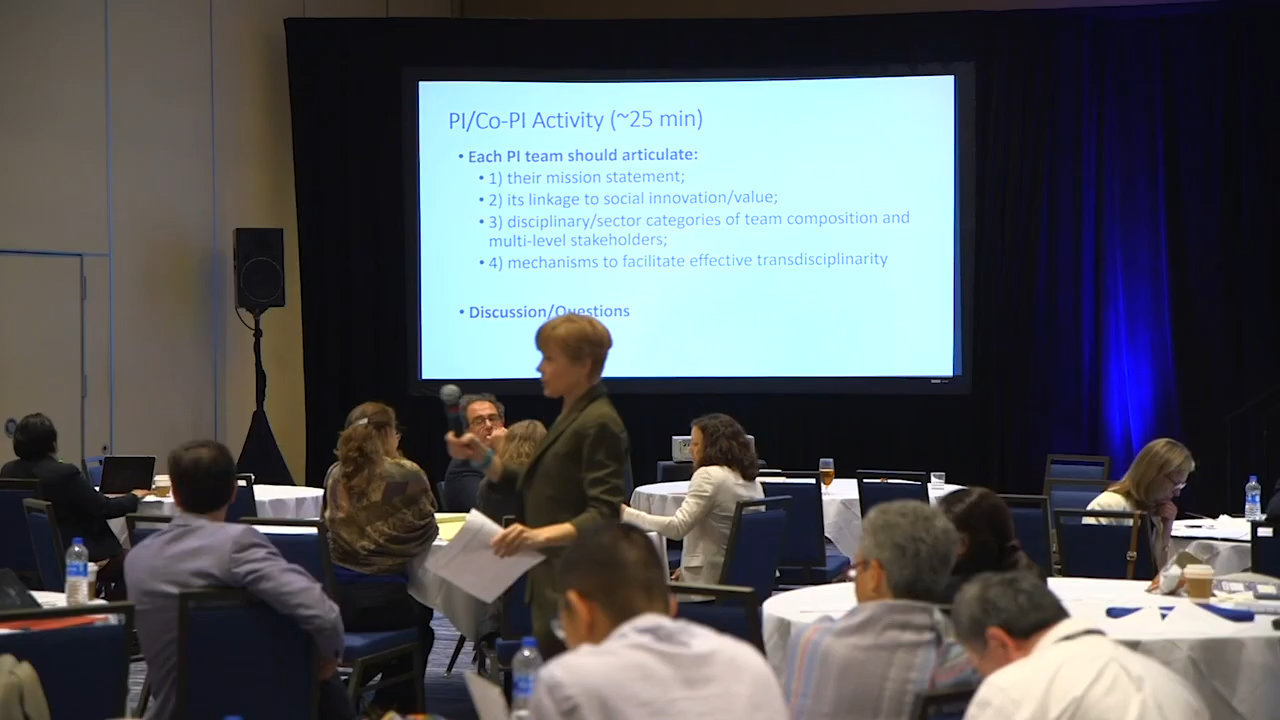 PI/Co-PI Activity (~25 min)
• Each PI team should articulate:
• 1) their mission statement;
• 2) its linkage to social innovation/value;
• 3) disciplinary/sector categories of team composition and
multi-level stakeholders;
• 4) mechanisms to facilitate effective transdisciplinarity
• Discussion/Questions